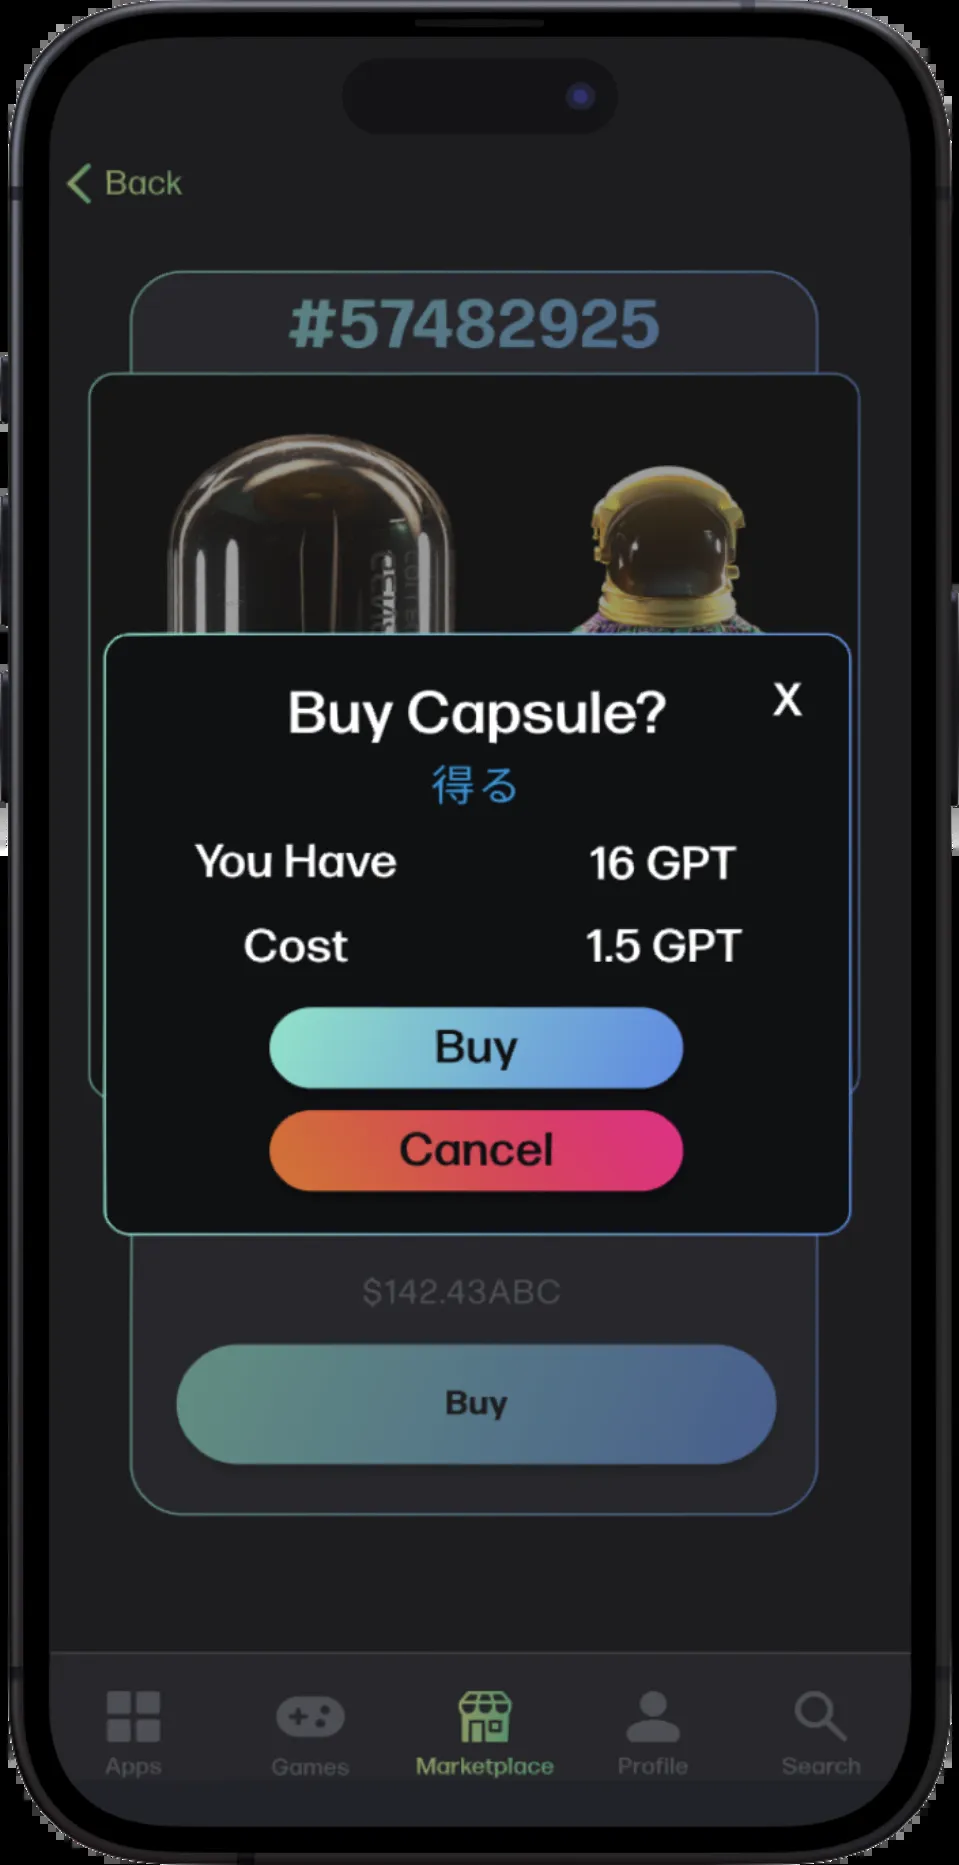 Back
#57482925
Buy Capsule?
X
得る
You Have 16 GPT
Cost 1.5 GPT
Buy
Cancel
$142.43ABC
Buy
Apps Games Marketplace Profile Search